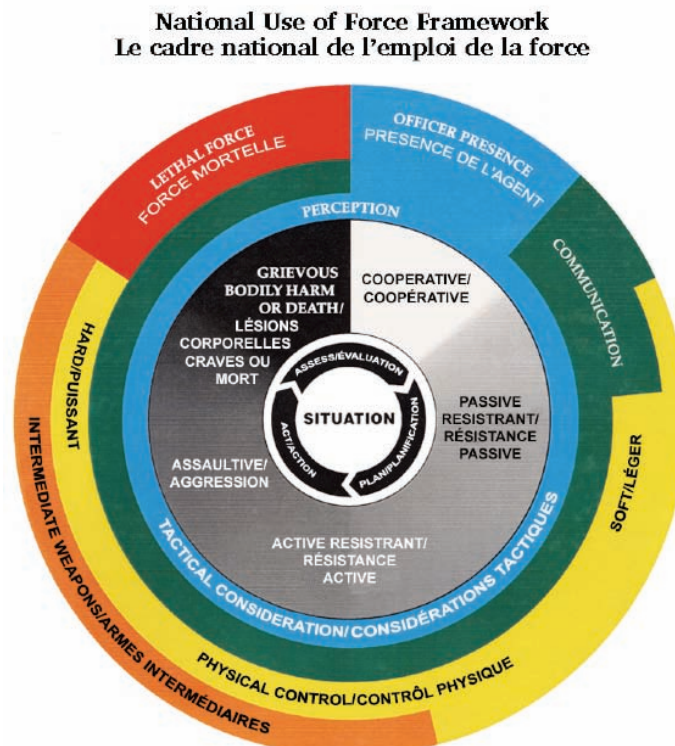 National Use of Force Framework
Le cadre national de l'emploi de la force
LETHAL FORCE
FORCE MORTELLE
OFFICER PRESENCE
PRESENCE DE L'AGENT
PERCEPTION
COMMUNICATION
GRIEVOUS
BODILY HARM
OR DEATH/
LÉSIONS
CORPORELLES
CRAVES OU
MORT
COOPERATIVE/
COOPÉRATIVE
ASSESS/ÉVALUATION
SITUATION
ACT/ACTION
PLAN/PLANIFICATION
PASSIVE
RESISTRANT/
RÉSISTANCE
PASSIVE
ASSAULTIVE/
AGGRESSION
ACTIVE RESISTRANT/
RÉSISTANCE
ACTIVE
HARD/PUISSANT
SOFT/LÉGER
TACTICAL CONSIDERATION/CONSIDÉRATIONS TACTIQUES
PHYSICAL CONTROL/CONTRÔL PHYSIQUE
INTERMEDIATE WEAPONS/ARMES INTERMÉDIAIRES